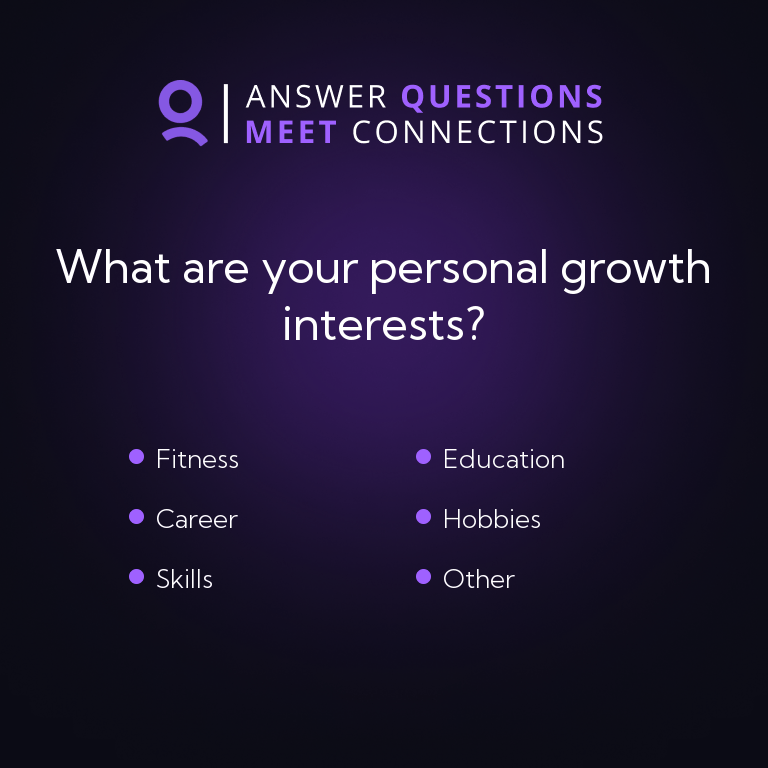 ANSWER QUESTIONS
MEET CONNECTIONS
What are your personal growth
interests?
Fitness
Career
Skills
Education
Hobbies
Other